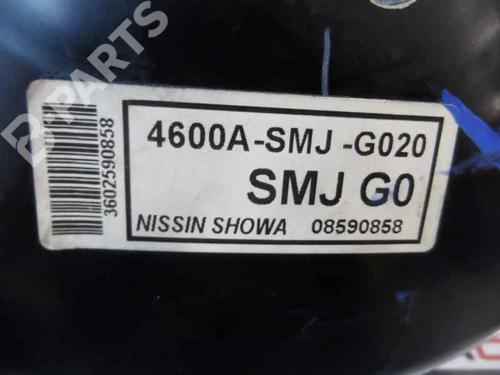 B-PARTS
3602590858
4600A-SMJ -G020
SMJ G0
NISSIN SHOWA 08590858